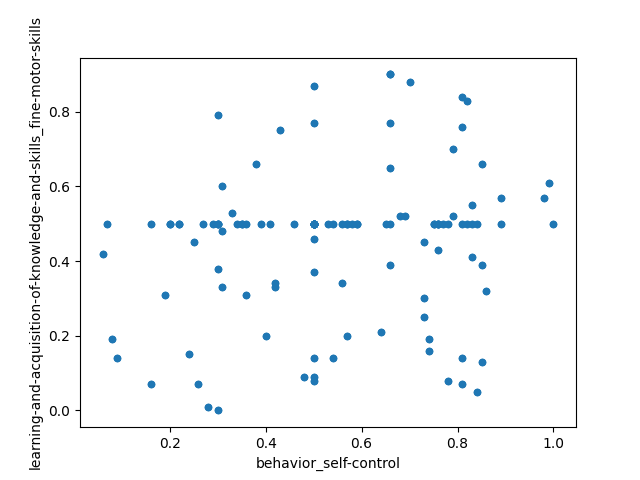 learning-and-acquisition-of-knowledge-and-skills_fine-motor-skills
0.8
0.6
0.4
0.2
0.0
0.2 0.4 0.6 0.8 1.0
behavior_self-control